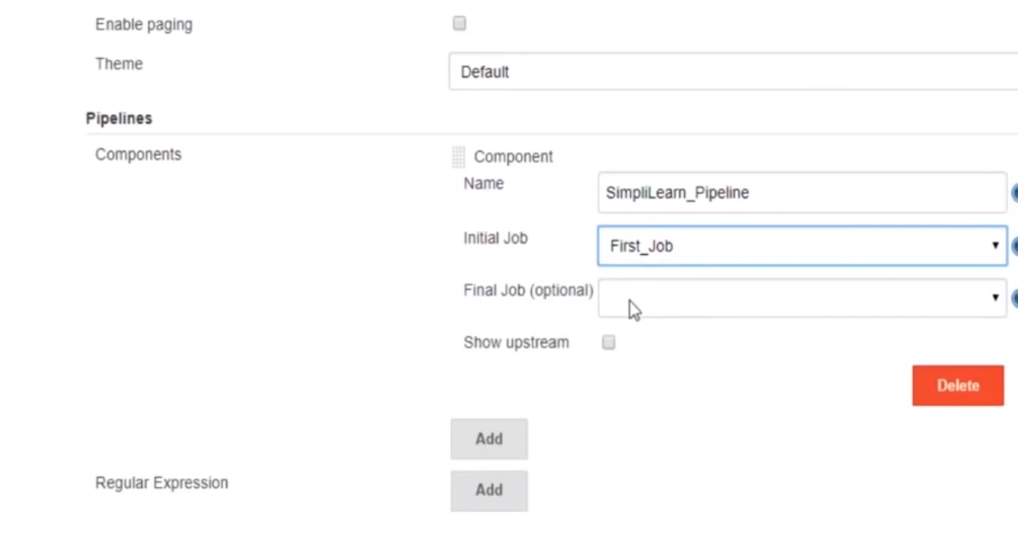 Enable paging
Theme
Default
Pipelines
Components
Component
Name
SimpliLearn_Pipeline
Initial Job
First_Job
Final Job (optional)
Show upstream
Delete
Add
Regular Expression
Add